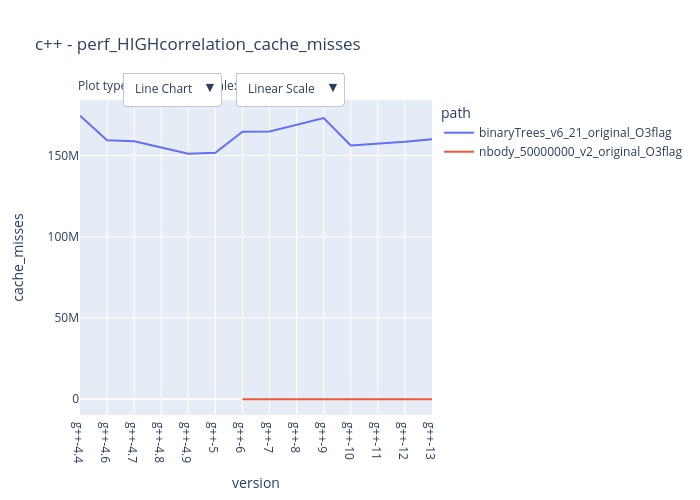 c++ - perf_HIGHcorrelation_cache_misses
Plot type
Line Chart ▼
ale:
Linear Scale ▼
path
binaryTrees_v6_21_original_O3flag
nbody_50000000_v2_original_O3flag
cache_misses
150M
100M
50M
0
g++-4.4
g++-4.6
g++-4.7
g++-4.8
g++-4.9
g++-5
g++-6
g++-7
g++-8
g++-9
g++-10
g++-11
g++-12
g++-13
version